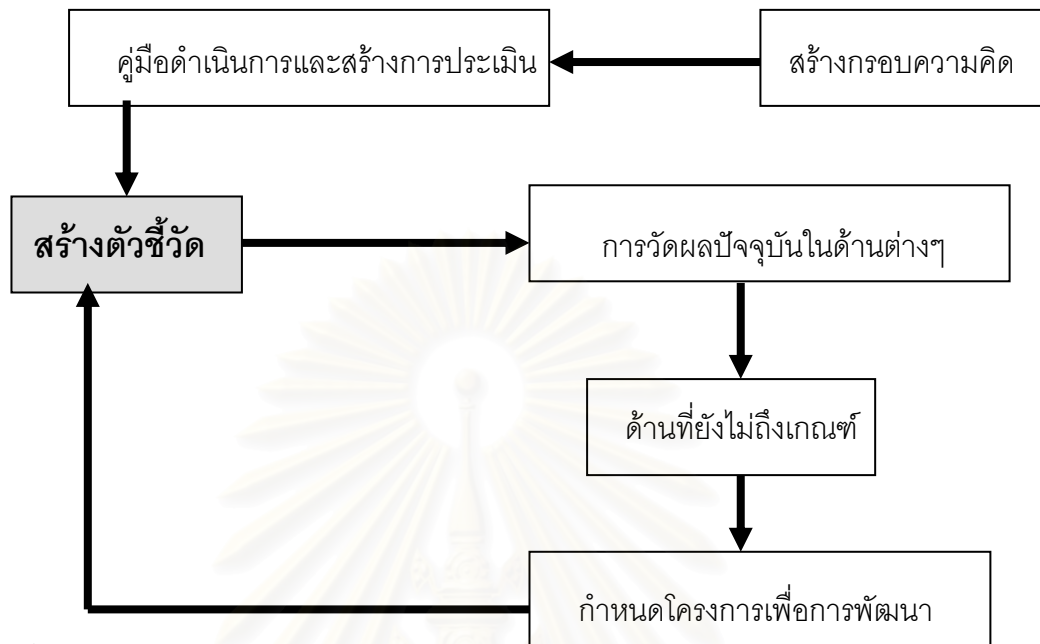 คู่มือดำเนินการและสร้างการประเมิน
สร้างกรอบความคิด
สร้างตัวชี้วัด
การวัดผลปัจจุบันในด้านต่างๆ
ด้านที่ยังไม่ถึงเกณฑ์
กำหนดโครงการเพื่อการพัฒนา